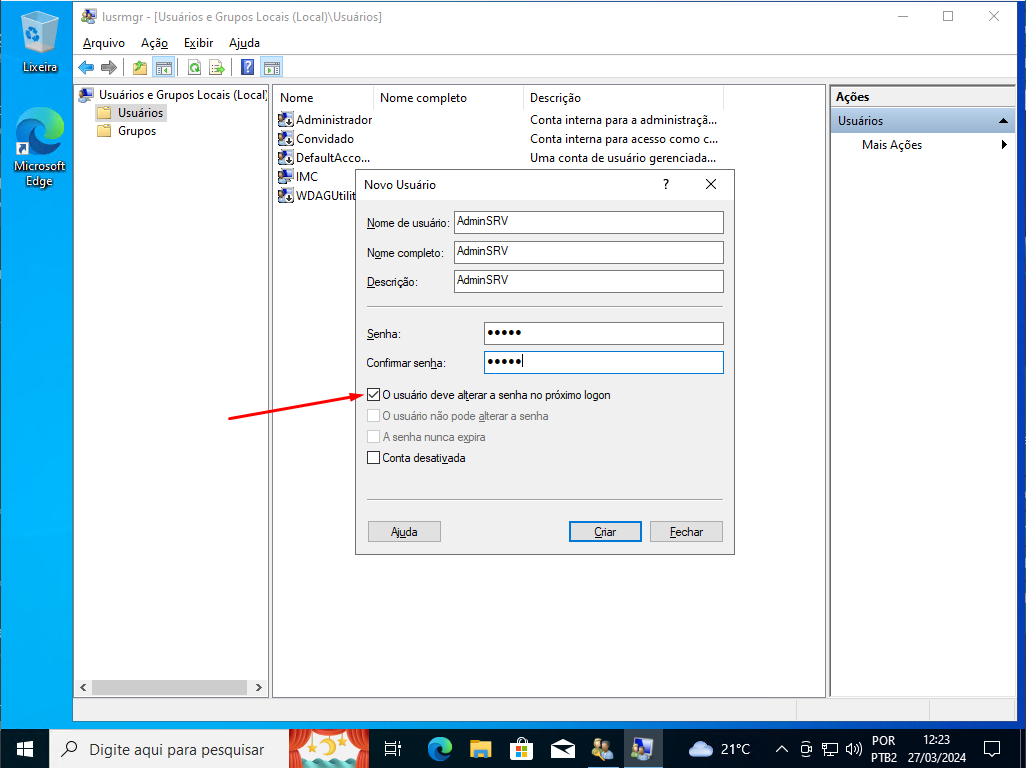 Lixeira
Microsoft
Edge
lusrmgr - [Usuários e Grupos Locais (Local)\Usuários]
Arquivo Ação Exibir Ajuda
Usuários e Grupos Locais (Local)
Usuários
Grupos
Nome Nome completo Descrição
Administrador Conta interna para a administraçã...
Convidado Conta interna para acesso como c...
DefaultAcco... Uma conta de usuário gerenciada...
IMC
WDAGUtilit
Novo Usuário
Nome de usuário: AdminSRV
Nome completo: AdminSRV
Descrição: AdminSRV
Senha: •••••
Confirmar senha: •••••
O usuário deve alterar a senha no próximo logon
O usuário não pode alterar a senha
A senha nunca expira
Conta desativada
Ajuda Criar Fechar
Ações
Usuários
Mais Ações
Digite aqui para pesquisar
21°C
POR
PTB2
12:23
27/03/2024